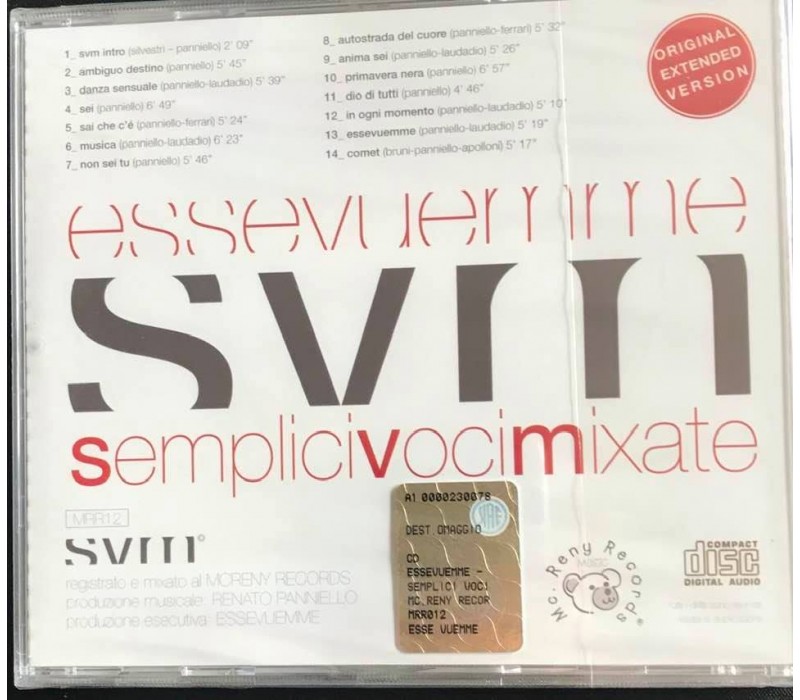 1_ svm intro (silvestri – panniello) 2' 09"
2_ ambiguo destino (panniello) 5' 45"
3_ danza sensuale (panniello-laudadio) 5' 39"
4_ sei (panniello) 6' 49"
5_ sai che c'é (panniello-ferrari) 5' 24"
6_ musica (panniello-laudadio) 6' 23"
7_ non sei tu (panniello) 5' 46"
8_ autostrada del cuore (panniello-ferrari) 5' 32"
9_ anima sei (panniello-laudadio) 5' 26"
10_ primavera nera (panniello) 6' 57"
11_ dio di tutti (panniello) 4' 46"
12_ in ogni momento (panniello-laudadio) 5' 10"
13_ essevuemme (panniello-laudadio) 5' 19"
14_ comet (bruni-panniello-apolloni) 5' 17"
ORIGINAL
EXTENDED
VERSION
essevuemme
svm
semplicivocimixate
MRR12
svm
registrato e mixato al MCRENY RECORDS
produzione musicale: RENATO PANNIELLO
produzione esecutiva: ESSEVUEMME
A1 0000230078
SIAE
DEST.OMAGGIO
CD
ESSEVUEMME -
SEMPLICI VOCI
MC.RENY RECOR
MRR012
ESSE VUEMME
Mc. Reny Records
COMPACT
disc
DIGITAL AUDIO